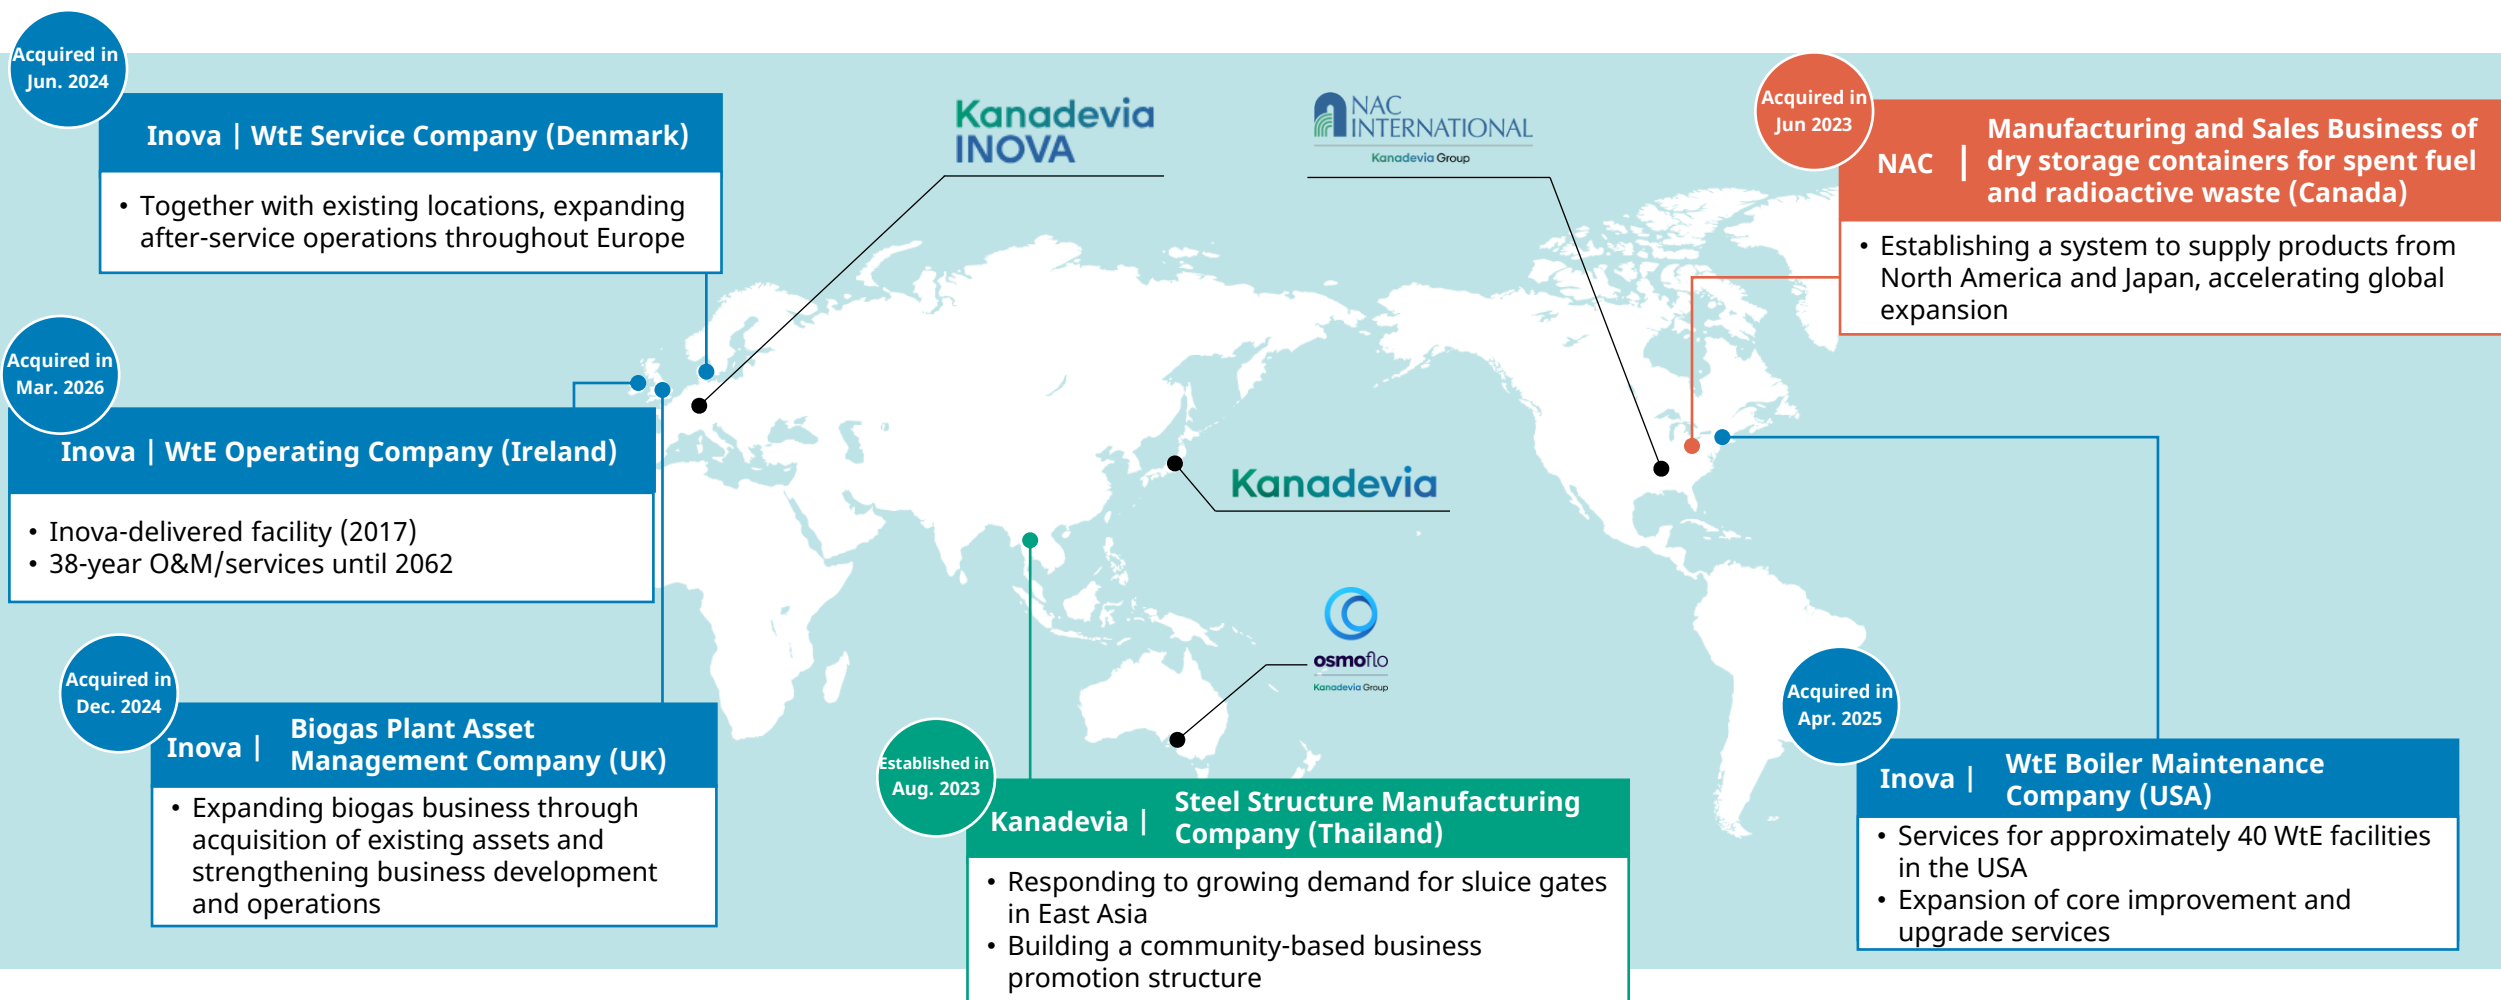 Acquired in
Jun. 2024
Inova | WtE Service Company (Denmark)
• Together with existing locations, expanding
after-service operations throughout Europe
Kanadevia
INOVA
NAC
INTERNATIONAL
Kanadevia Group
Acquired in
Jun 2023
NAC |
Manufacturing and Sales Business of
dry storage containers for spent fuel
and radioactive waste (Canada)
• Establishing a system to supply products from
North America and Japan, accelerating global
expansion
Acquired in
Mar. 2026
Inova | WtE Operating Company (Ireland)
• Inova-delivered facility (2017)
• 38-year O&M/services until 2062
Kanadevia
osmoflo
Kanadevia Group
Acquired in
Dec. 2024
Inova |
Biogas Plant Asset
Management Company (UK)
• Expanding biogas business through
acquisition of existing assets and
strengthening business development
and operations
Established in
Aug. 2023
Kanadevia |
Steel Structure Manufacturing
Company (Thailand)
• Responding to growing demand for sluice gates
in East Asia
• Building a community-based business
promotion structure
Acquired in
Apr. 2025
Inova |
WtE Boiler Maintenance
Company (USA)
• Services for approximately 40 WtE facilities
in the USA
• Expansion of core improvement and
upgrade services